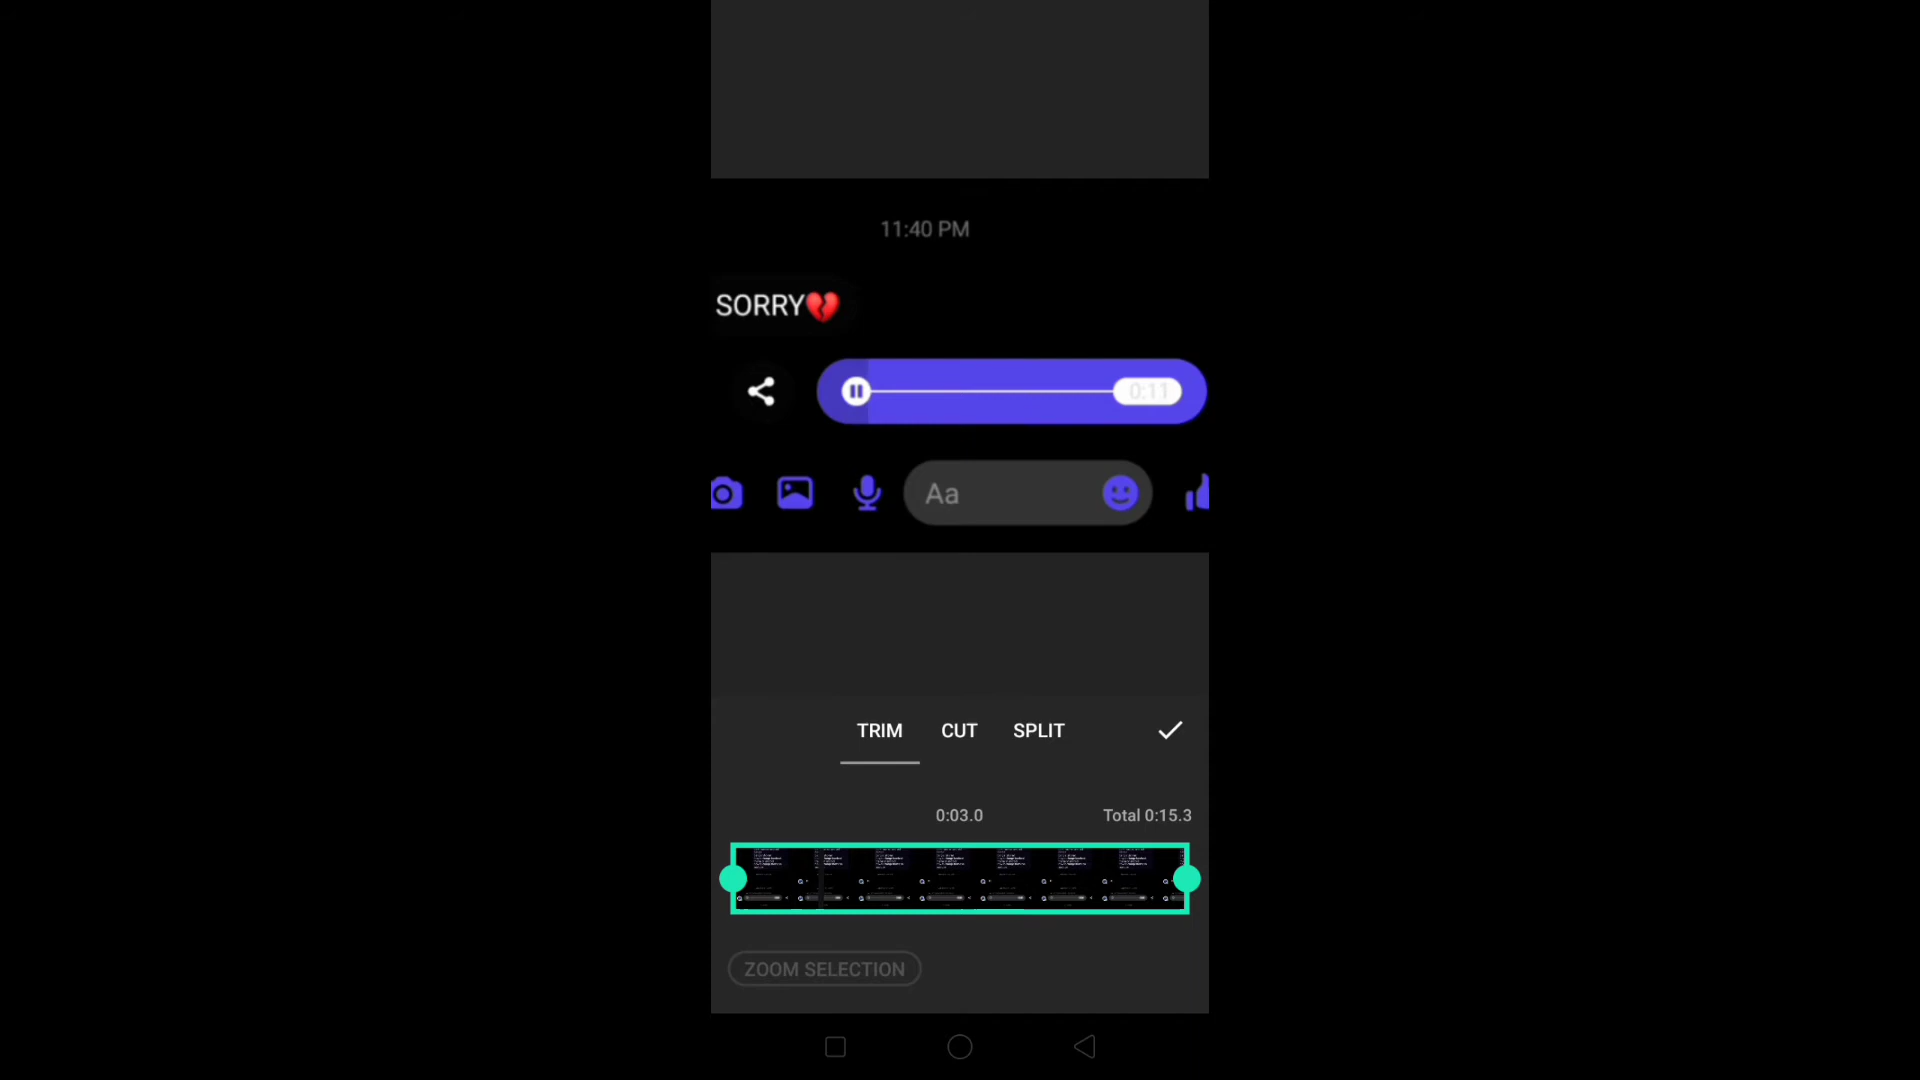 11:40 PM
SORRY💔
0:11
Aa
TRIM CUT SPLIT
0:03.0 Total 0:15.3
ZOOM SELECTION